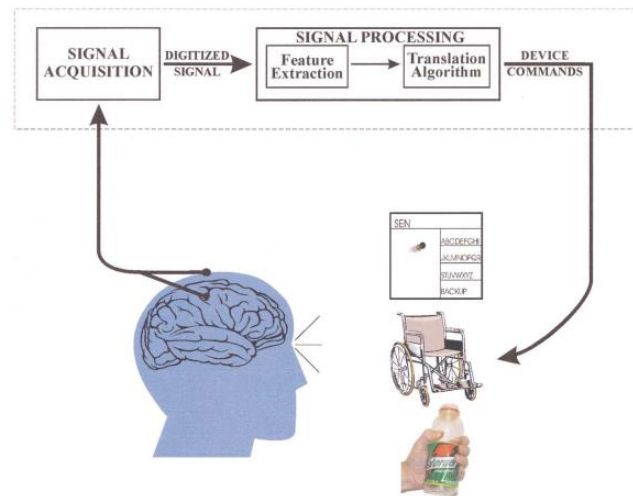 SIGNAL
ACQUISITION
DIGITIZED
SIGNAL
SIGNAL PROCESSING
Feature
Extraction
Translation
Algorithm
DEVICE
COMMANDS
SEN
ABCDEFGHI
JKLMNOPQR
STUVWXYZ
BACKUP